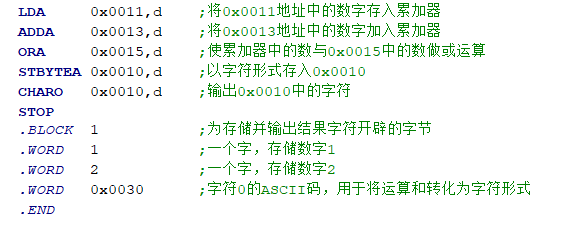 LDA 0x0011,d ;将0x0011地址中的数字存入累加器
ADDA 0x0013,d ;将0x0013地址中的数字加入累加器
ORA 0x0015,d ;使累加器中的数与0x0015中的数做或运算
STBYTEA 0x0010,d ;以字符形式存入0x0010
CHARO 0x0010,d ;输出0x0010中的字符
STOP
.BLOCK 1 ;为存储并输出结果字符开辟的字节
.WORD 1 ;一个字，存储数字1
.WORD 2 ;一个字，存储数字2
.WORD 0x0030 ;字符0的ASCII码，用于将运算和转化为字符形式
.END